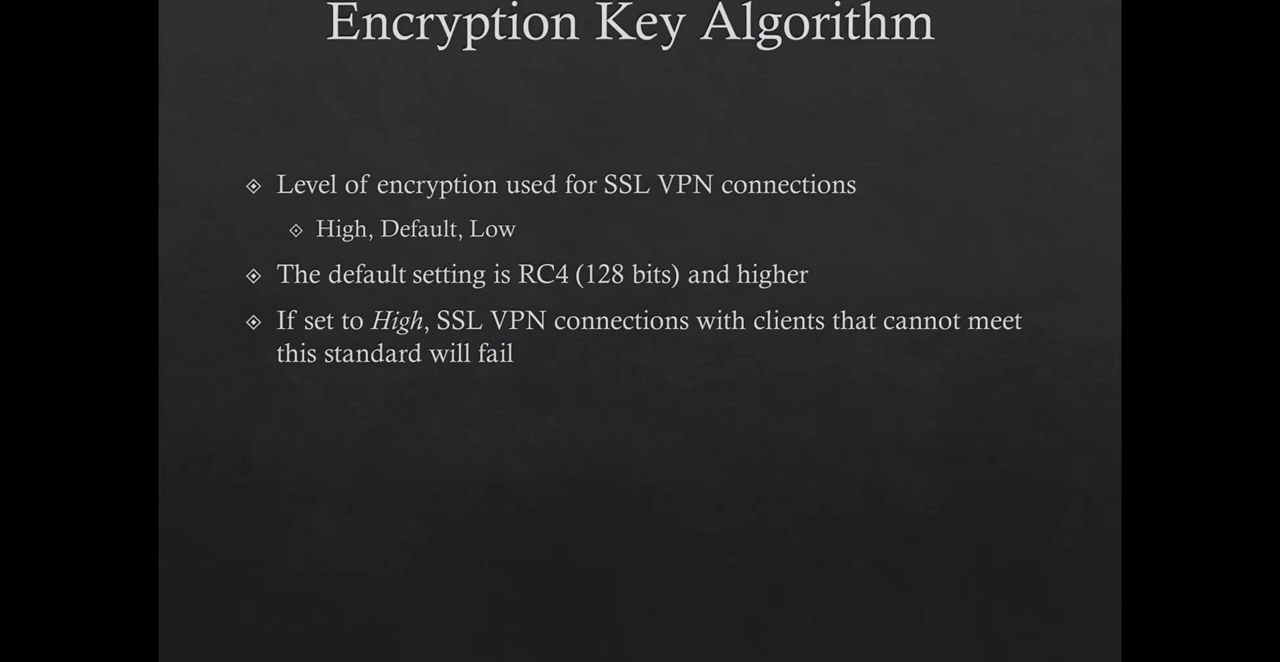 Encryption Key Algorithm
Level of encryption used for SSL VPN connections
High, Default, Low
The default setting is RC4 (128 bits) and higher
If set to High, SSL VPN connections with clients that cannot meet
this standard will fail